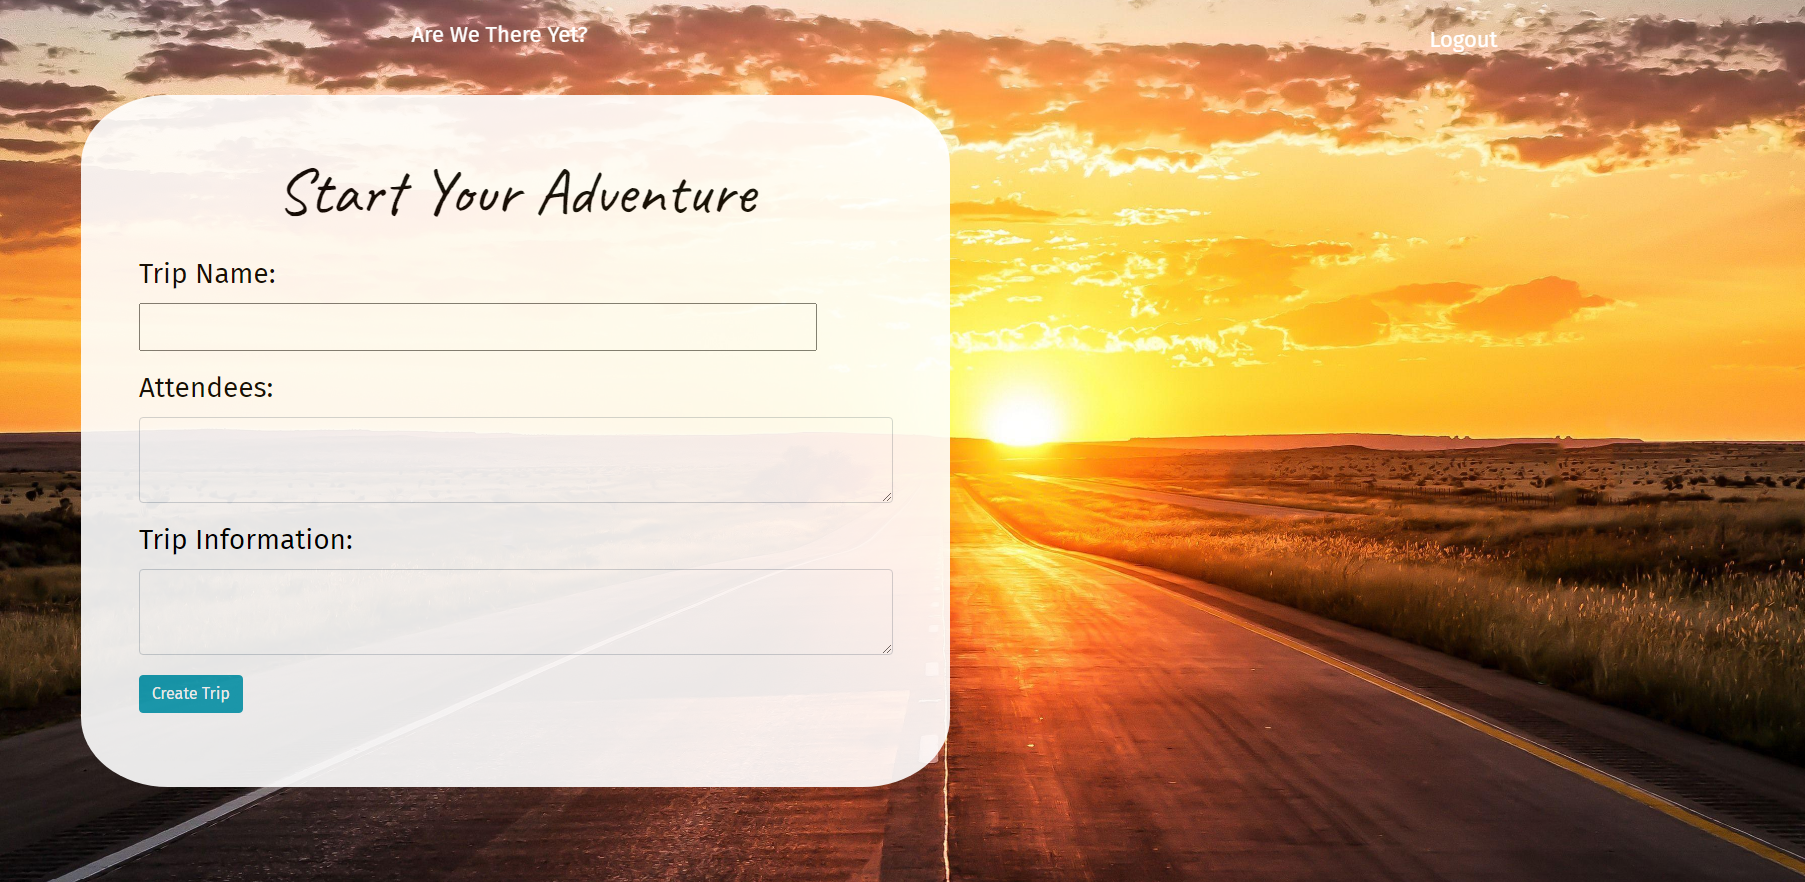 Are We There Yet?
Logout
Start Your Adventure
Trip Name:
Attendees:
Trip Information:
Create Trip